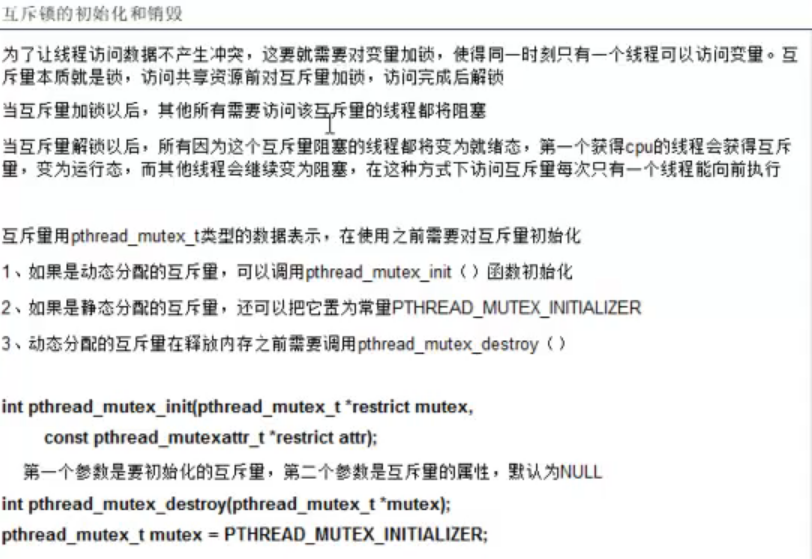 互斥锁的初始化和销毁
为了让线程访问数据不产生冲突，这要就需要对变量加锁，使得同一时刻只有一个线程可以访问变量。互
斥量本质就是锁，访问共享资源前对互斥量加锁，访问完成后解锁
当互斥量加锁以后，其他所有需要访问该互斥量的线程都将阻塞
当互斥量解锁以后，所有因为这个互斥量阻塞的线程都将变为就绪态，第一个获得cpu的线程会获得互斥
量，变为运行态，而其他线程会继续变为阻塞，在这种方式下访问互斥量每次只有一个线程能向前执行
互斥量用pthread_mutex_t类型的数据表示，在使用之前需要对互斥量初始化
1、如果是动态分配的互斥量，可以调用pthread_mutex_init（）函数初始化
2、如果是静态分配的互斥量，还可以把它置为常量PTHREAD_MUTEX_INITIALIZER
3、动态分配的互斥量在释放内存之前需要调用pthread_mutex_destroy（）
int pthread_mutex_init(pthread_mutex_t *restrict mutex,
const pthread_mutexattr_t *restrict attr);
第一个参数是要初始化的互斥量，第二个参数是互斥量的属性，默认为NULL
int pthread_mutex_destroy(pthread_mutex_t *mutex);
pthread_mutex_t mutex = PTHREAD_MUTEX_INITIALIZER;